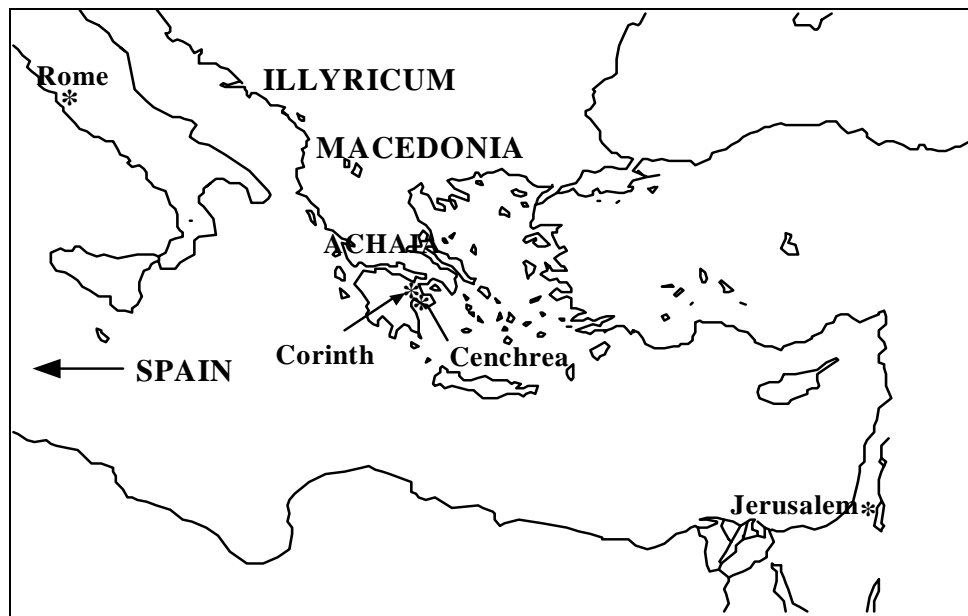 Rome
ILLYRICUM
MACEDONIA
ACHAIA
Corinth
Cenchrea
SPAIN
Jerusalem